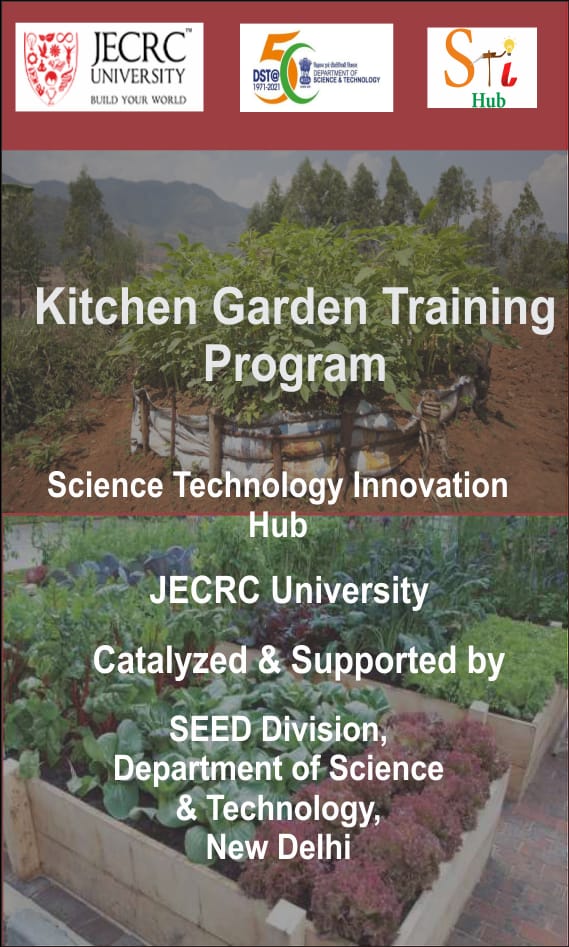 JECRC™
UNIVERSITY
BUILD YOUR WORLD
50
DST@
1971-2021
DEPARTMENT OF
SCIENCE & TECHNOLOGY
STi
Hub
Kitchen Garden Training
Program
Science Technology Innovation
Hub
JECRC University
Catalyzed & Supported by
SEED Division,
Department of Science
& Technology,
New Delhi